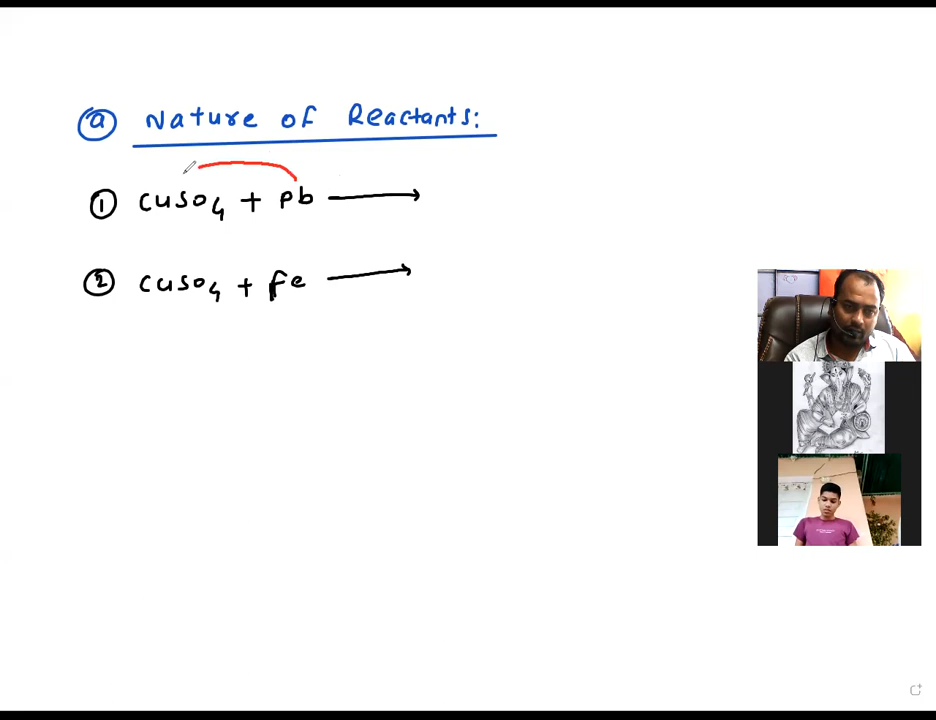 a Nature of Reactants:
1 CuSO4 + Pb ⟶
2 CuSO4 + Fe ⟶